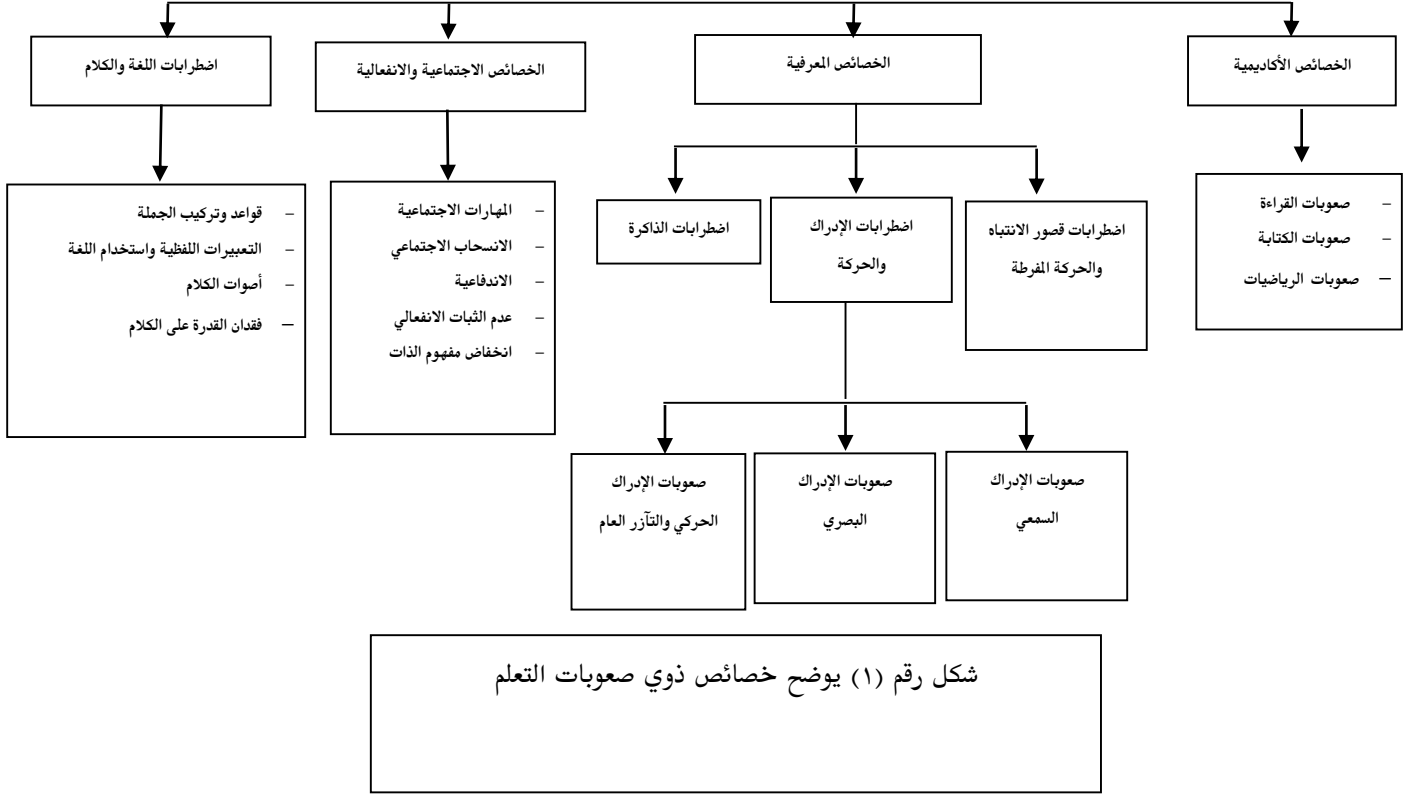 الخصائص الأكاديمية
الخصائص المعرفية
الخصائص الاجتماعية والانفعالية
اضطرابات اللغة والكلام
– صعوبات القراءة
– صعوبات الكتابة
– صعوبات الرياضيات
اضطرابات قصور الانتباه
والحركة المفرطة
اضطرابات الإدراك
والحركة
اضطرابات الذاكرة
– المهارات الاجتماعية
– الانسحاب الاجتماعي
– الاندفاعية
– عدم الثبات الانفعالي
– انخفاض مفهوم الذات
– قواعد وتركيب الجملة
– التعبيرات اللفظية واستخدام اللغة
– أصوات الكلام
– فقدان القدرة على الكلام
صعوبات الإدراك
السمعي
صعوبات الإدراك
البصري
صعوبات الإدراك
الحركي والتآزر العام
شكل رقم (١) يوضح خصائص ذوي صعوبات التعلم